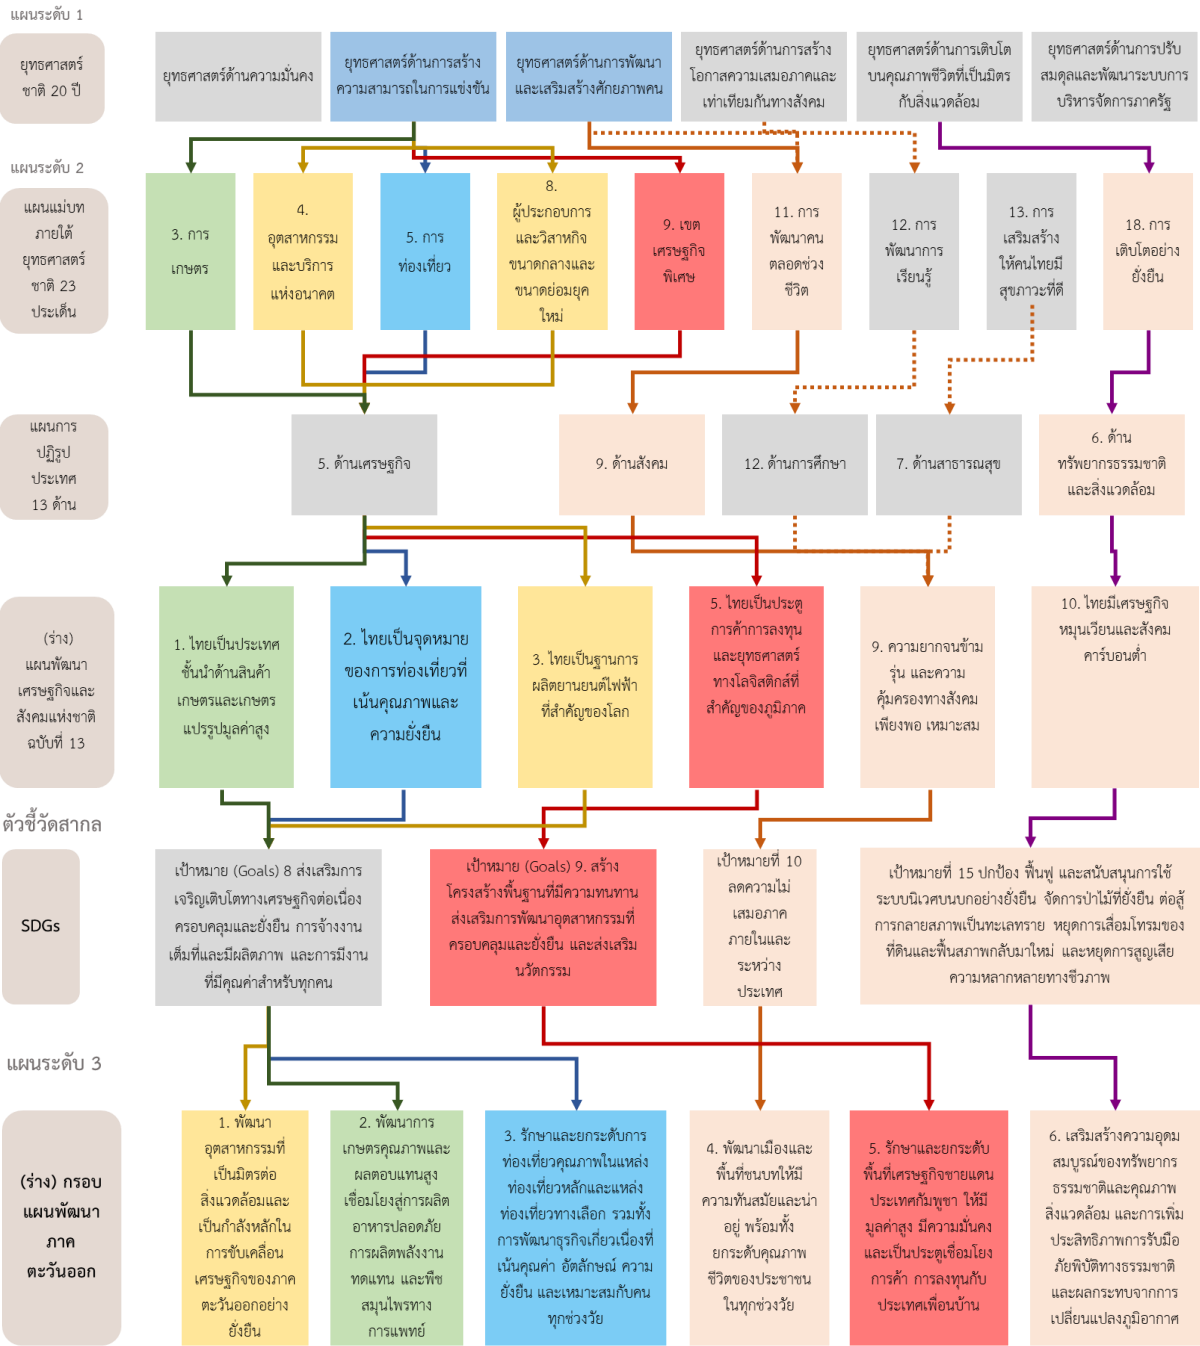 แผนระดับ 1
ยุทธศาสตร์
ชาติ 20 ปี
ยุทธศาสตร์ด้านความมั่นคง
ยุทธศาสตร์ด้านการสร้าง
ความสามารถในการแข่งขัน
ยุทธศาสตร์ด้านการพัฒนา
และเสริมสร้างศักยภาพคน
ยุทธศาสตร์ด้านการสร้าง
โอกาสความเสมอภาคและ
เท่าเทียมกันทางสังคม
ยุทธศาสตร์ด้านการเติบโต
บนคุณภาพชีวิตที่เป็นมิตร
กับสิ่งแวดล้อม
ยุทธศาสตร์ด้านการปรับ
สมดุลและพัฒนาระบบการ
บริหารจัดการภาครัฐ
แผนระดับ 2
แผนแม่บท
ภายใต้
ยุทธศาสตร์
ชาติ 23
ประเด็น
3. การ
เกษตร
4.
อุตสาหกรรม
และบริการ
แห่งอนาคต
5. การ
ท่องเที่ยว
8.
ผู้ประกอบการ
และวิสาหกิจ
ขนาดกลางและ
ขนาดย่อมยุค
ใหม่
9. เขต
เศรษฐกิจ
พิเศษ
11. การ
พัฒนาคน
ตลอดช่วง
ชีวิต
12. การ
พัฒนาการ
เรียนรู้
13. การ
เสริมสร้าง
ให้คนไทยมี
สุขภาวะที่ดี
18. การ
เติบโตอย่าง
ยั่งยืน
แผนการ
ปฏิรูป
ประเทศ
13 ด้าน
5. ด้านเศรษฐกิจ
9. ด้านสังคม
12. ด้านการศึกษา
7. ด้านสาธารณสุข
6. ด้าน
ทรัพยากรธรรมชาติ
และสิ่งแวดล้อม
(ร่าง)
แผนพัฒนา
เศรษฐกิจและ
สังคมแห่งชาติ
ฉบับที่ 13
1. ไทยเป็นประเทศ
ชั้นนำด้านสินค้า
เกษตรและเกษตร
แปรรูปมูลค่าสูง
2. ไทยเป็นจุดหมาย
ของการท่องเที่ยวที่
เน้นคุณภาพและ
ความยั่งยืน
3. ไทยเป็นฐานการ
ผลิตยานยนต์ไฟฟ้า
ที่สำคัญของโลก
5. ไทยเป็นประตู
การค้าการลงทุน
และยุทธศาสตร์
ทางโลจิสติกส์ที่
สำคัญของภูมิภาค
9. ความยากจนข้าม
รุ่น และความ
คุ้มครองทางสังคม
เพียงพอ เหมาะสม
10. ไทยมีเศรษฐกิจ
หมุนเวียนและสังคม
คาร์บอนต่ำ
ตัวชี้วัดสากล
SDGs
เป้าหมาย (Goals) 8 ส่งเสริมการ
เจริญเติบโตทางเศรษฐกิจต่อเนื่อง
ครอบคลุมและยั่งยืน การจ้างงาน
เต็มที่และมีผลิตภาพ และการมีงาน
ที่มีคุณค่าสำหรับทุกคน
เป้าหมาย (Goals) 9. สร้าง
โครงสร้างพื้นฐานที่มีความทนทาน
ส่งเสริมการพัฒนาอุตสาหกรรมที่
ครอบคลุมและยั่งยืน และส่งเสริม
นวัตกรรม
เป้าหมายที่ 10
ลดความไม่
เสมอภาค
ภายในและ
ระหว่าง
ประเทศ
เป้าหมายที่ 15 ปกป้อง ฟื้นฟู และสนับสนุนการใช้
ระบบนิเวศบนบกอย่างยั่งยืน จัดการป่าไม้ที่ยั่งยืน ต่อสู้
การกลายสภาพเป็นทะเลทราย หยุดการเสื่อมโทรมของ
ที่ดินและฟื้นสภาพกลับมาใหม่ และหยุดการสูญเสีย
ความหลากหลายทางชีวภาพ
แผนระดับ 3
(ร่าง) กรอบ
แผนพัฒนา
ภาค
ตะวันออก
1. พัฒนา
อุตสาหกรรมที่
เป็นมิตรต่อ
สิ่งแวดล้อมและ
เป็นกำลังหลักใน
การขับเคลื่อน
เศรษฐกิจของภาค
ตะวันออกอย่าง
ยั่งยืน
2. พัฒนาการ
เกษตรคุณภาพและ
ผลตอบแทนสูง
เชื่อมโยงสู่การผลิต
อาหารปลอดภัย
การผลิตพลังงาน
ทดแทน และพืช
สมุนไพรทาง
การแพทย์
3. รักษาและยกระดับการ
ท่องเที่ยวคุณภาพในแหล่ง
ท่องเที่ยวหลักและแหล่ง
ท่องเที่ยวทางเลือก รวมทั้ง
การพัฒนาธุรกิจเกี่ยวเนื่องที่
เน้นคุณค่า อัตลักษณ์ ความ
ยั่งยืน และเหมาะสมกับคน
ทุกช่วงวัย
4. พัฒนาเมืองและ
พื้นที่ชนบทให้มี
ความทันสมัยและน่า
อยู่ พร้อมทั้ง
ยกระดับคุณภาพ
ชีวิตของประชาชน
ในทุกช่วงวัย
5. รักษาและยกระดับ
พื้นที่เศรษฐกิจชายแดน
ประเทศกัมพูชา ให้มี
มูลค่าสูง มีความมั่นคง
และเป็นประตูเชื่อมโยง
การค้า การลงทุนกับ
ประเทศเพื่อนบ้าน
6. เสริมสร้างความอุดม
สมบูรณ์ของทรัพยากร
ธรรมชาติและคุณภาพ
สิ่งแวดล้อม และการเพิ่ม
ประสิทธิภาพการรับมือ
ภัยพิบัติทางธรรมชาติ
และผลกระทบจากการ
เปลี่ยนแปลงภูมิอากาศ